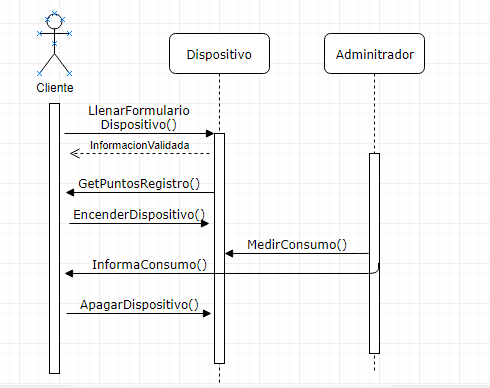 Dispositivo
Adminitrador
Cliente
LlenarFormulario
Dispositivo()
InformacionValidada
GetPuntosRegistro()
EncenderDispositivo()
MedirConsumo()
InformaConsumo()
ApagarDispositivo()